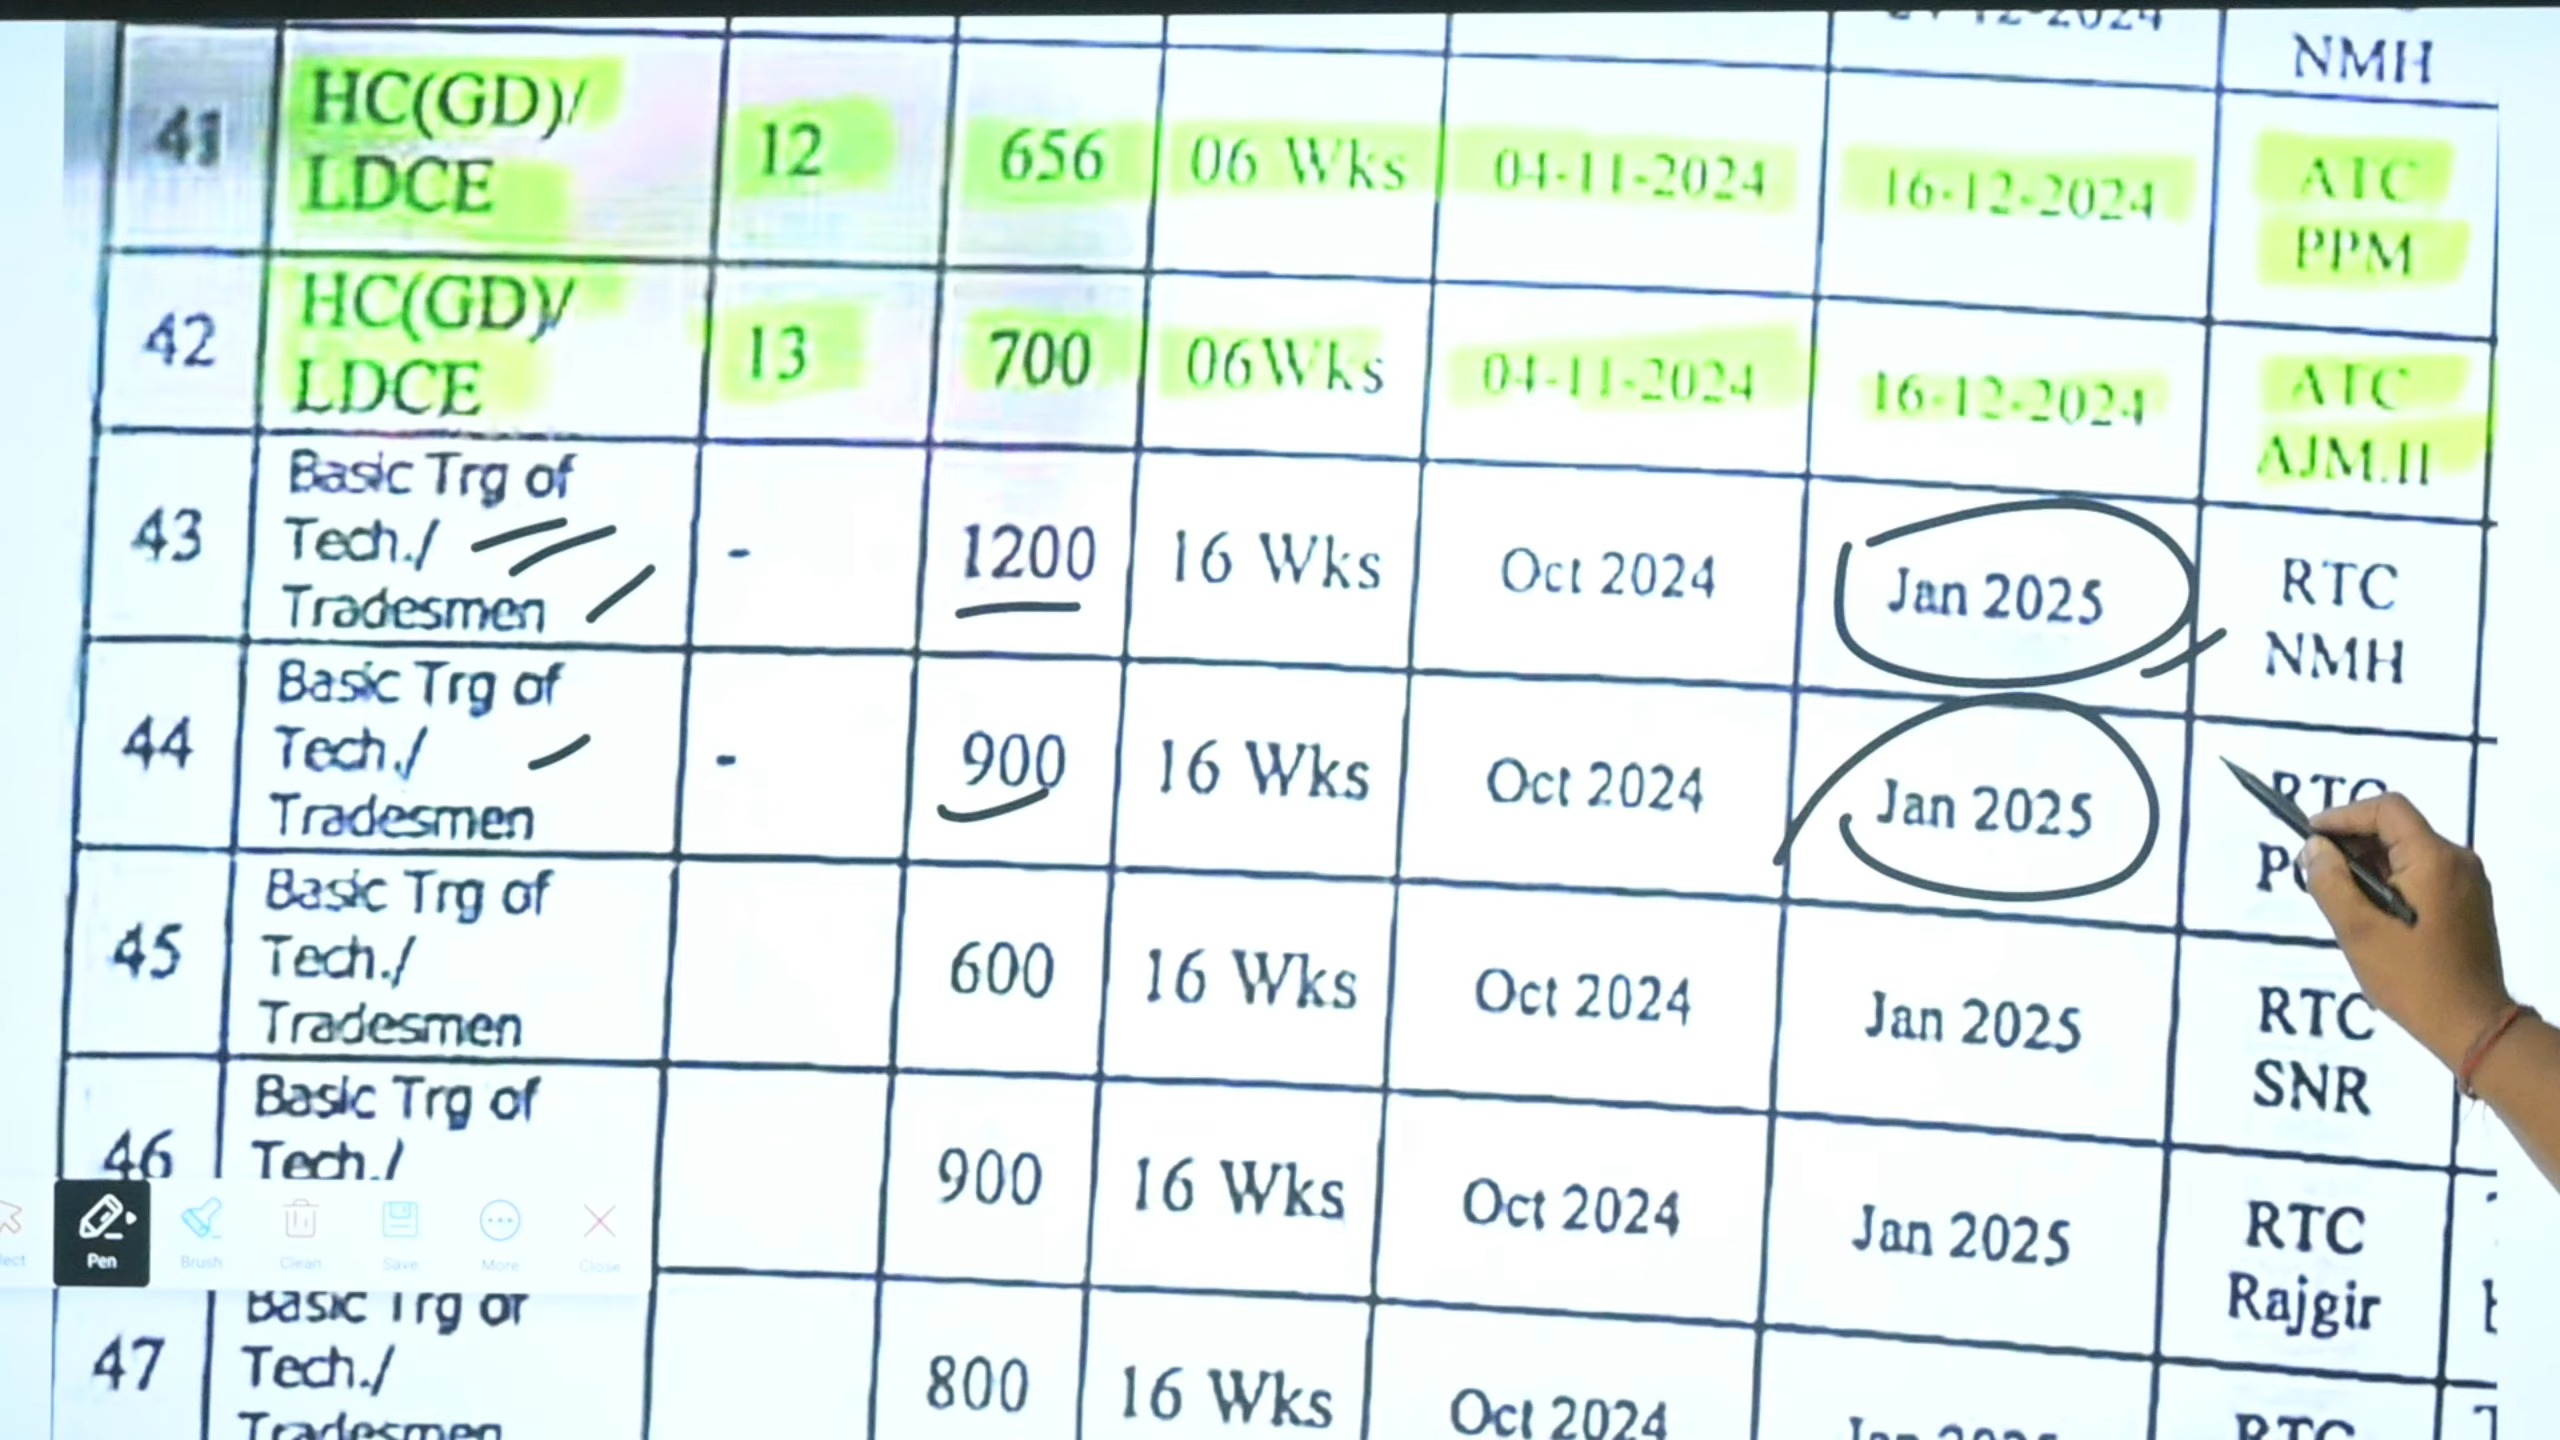 NMH
41 HC(GD)/ LDCE 12 656 06 Wks 04-11-2024 16-12-2024 ATC PPM
42 HC(GD)/ LDCE 13 700 06Wks 04-11-2024 16-12-2024 ATC AJM.II
43 Basic Trg of Tech./ Tradesmen - 1200 16 Wks Oct 2024 Jan 2025 RTC NMH
44 Basic Trg of Tech./ Tradesmen - 900 16 Wks Oct 2024 Jan 2025 RTC
45 Basic Trg of Tech./ Tradesmen 600 16 Wks Oct 2024 Jan 2025 RTC SNR
46 Basic Trg of Tech./ 900 16 Wks Oct 2024 Jan 2025 RTC Rajgir
Pen Brush Clean Save More Close
47 Basic Trg of Tech./ Tradesmen 800 16 Wks Oct 2024 Jan 2025 RTC